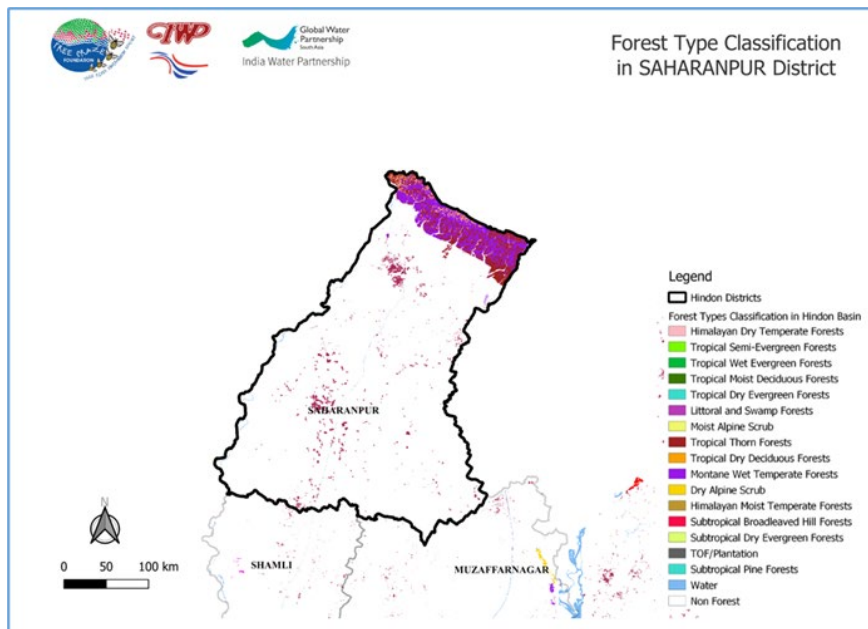 TREE CRAZE
FOUNDATION
IWP
Global Water
Partnership
South Asia
India Water Partnership
Forest Type Classification
in SAHARANPUR District
SAHARANPUR
SHAMLI
MUZAFFARNAGAR
N
0 50 100 km
Legend
Hindon Districts
Forest Types Classification in Hindon Basin
Himalayan Dry Temperate Forests
Tropical Semi-Evergreen Forests
Tropical Wet Evergreen Forests
Tropical Moist Deciduous Forests
Tropical Dry Evergreen Forests
Littoral and Swamp Forests
Moist Alpine Scrub
Tropical Thorn Forests
Tropical Dry Deciduous Forests
Montane Wet Temperate Forests
Dry Alpine Scrub
Himalayan Moist Temperate Forests
Subtropical Broadleaved Hill Forests
Subtropical Dry Evergreen Forests
TOF/Plantation
Subtropical Pine Forests
Water
Non Forest